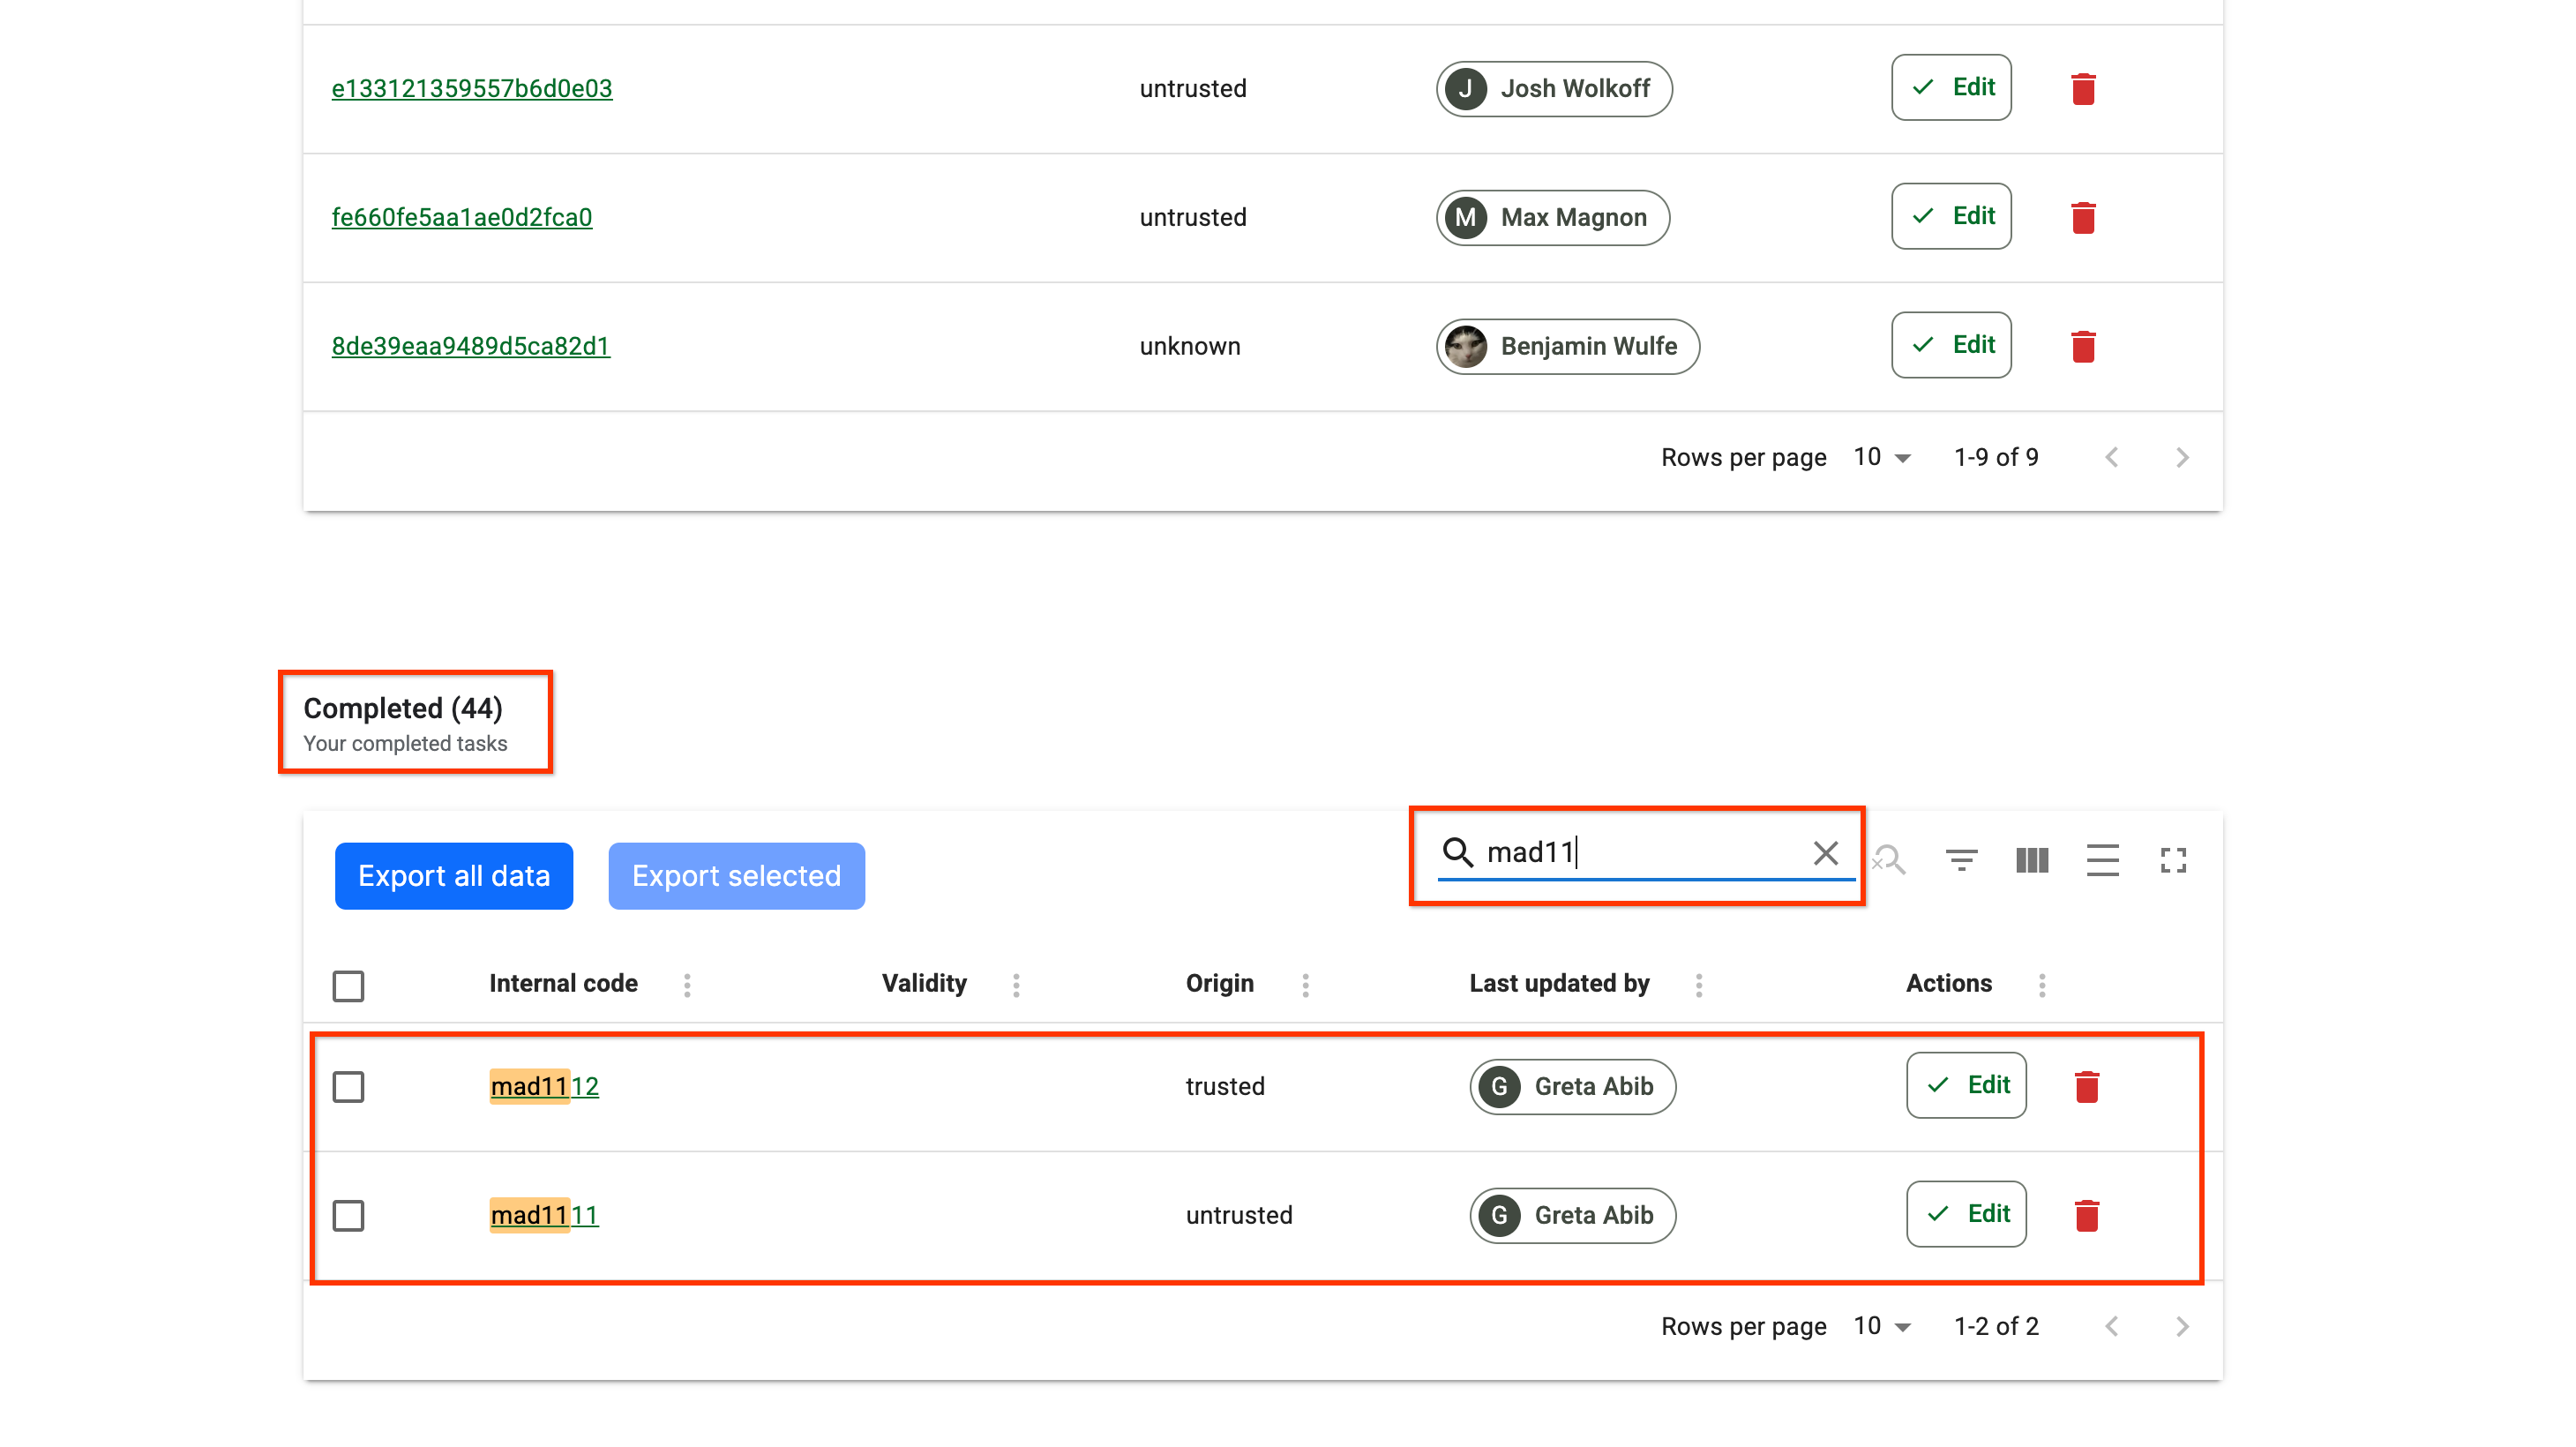 e133121359557b6d0e03 untrusted J Josh Wolkoff Edit
fe660fe5aa1ae0d2fca0 untrusted M Max Magnon Edit
8de39eaa9489d5ca82d1 unknown Benjamin Wulfe Edit
Rows per page 10 1-9 of 9
Completed (44)
Your completed tasks
Export all data Export selected mad11
Internal code Validity Origin Last updated by Actions
mad1112 trusted G Greta Abib Edit
mad1111 untrusted G Greta Abib Edit
Rows per page 10 1-2 of 2